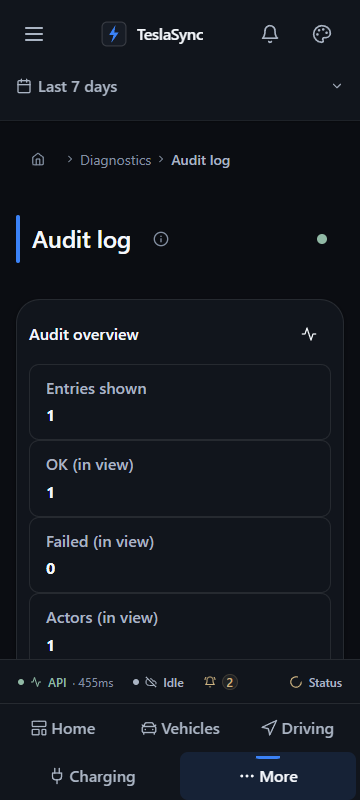 TeslaSync
Last 7 days
Diagnostics Audit log
Audit log
Audit overview
Entries shown
1
OK (in view)
1
Failed (in view)
0
Actors (in view)
1
API · 455ms Idle 2 Status
Home Vehicles Driving
Charging More